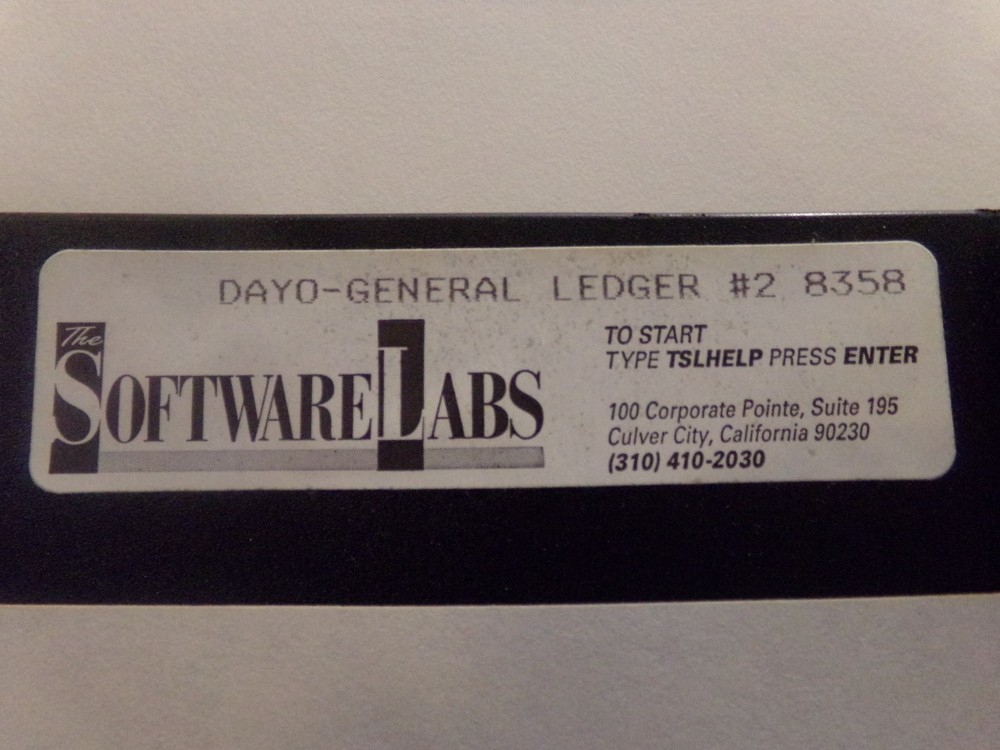 DAYO-GENERAL LEDGER #2 8358
The
SOFTWARE LABS
TO START
TYPE TSLHELP PRESS ENTER
100 Corporate Pointe, Suite 195
Culver City, California 90230
(310) 410-2030